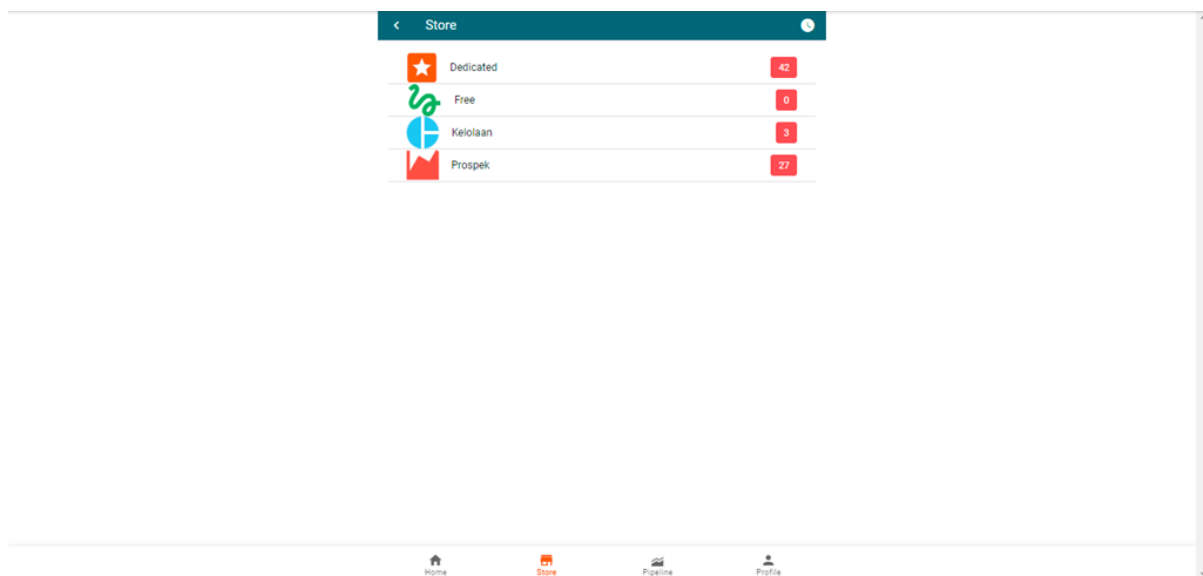 Store
Dedicated 42
Free 0
Kelolaan 3
Prospek 27
Home Store Pipeline Profile